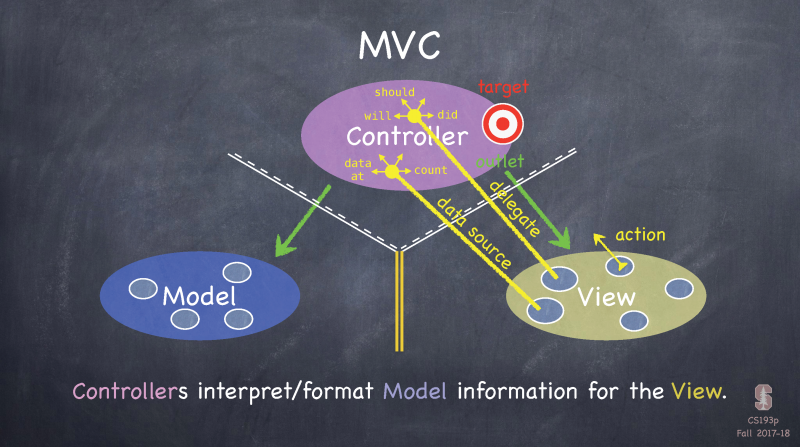 MVC
target
should
will
did
Controller
outlet
data
at
count
delegate
data source
action
Model
View
Controllers interpret/format Model information for the View.
CS193p
Fall 2017-18